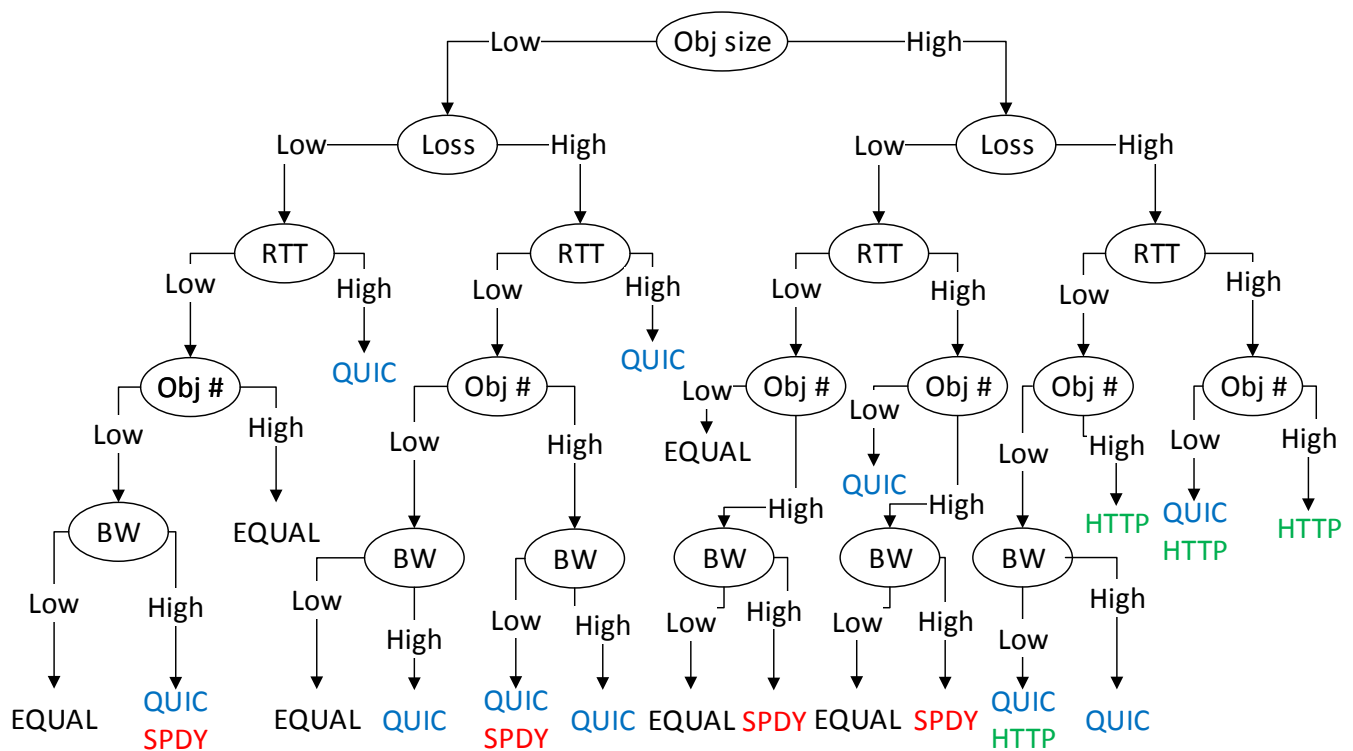 Low Obj size High
Low Loss High Low Loss High
RTT RTT RTT RTT
Low High Low High Low High Low High
QUIC QUIC
Obj # Obj # Obj # Obj # Obj # Obj #
Low High Low High Low Low Low High Low High
EQUAL QUIC
High High
HTTP QUIC HTTP
HTTP
BW EQUAL BW BW BW BW BW
Low High Low High Low High Low High Low High Low High
EQUAL QUIC EQUAL QUIC QUIC QUIC EQUAL SPDY EQUAL SPDY QUIC QUIC
SPDY SPDY HTTP